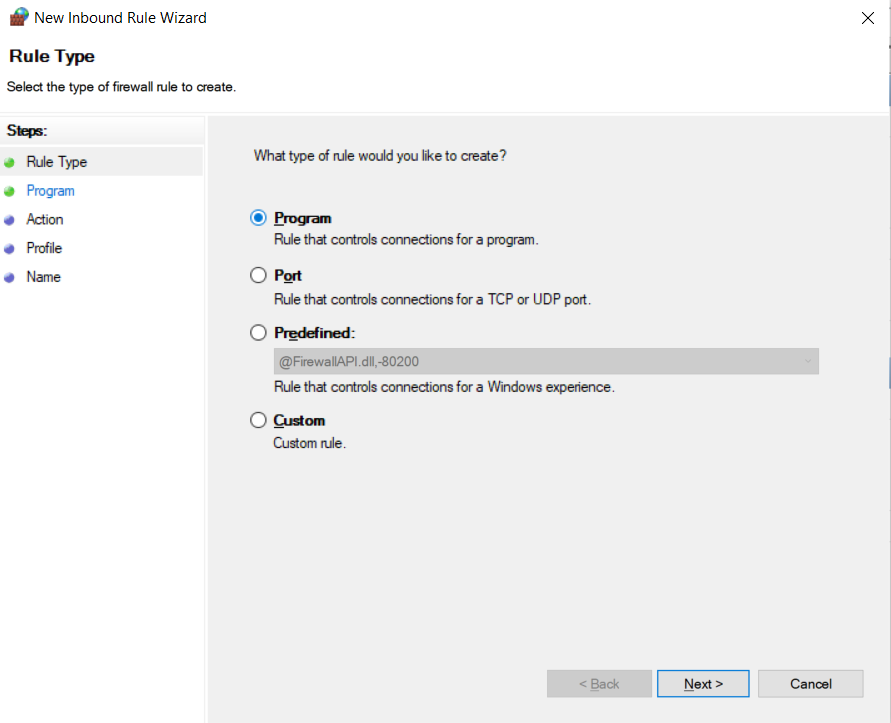 New Inbound Rule Wizard
Rule Type
Select the type of firewall rule to create.
Steps:
Rule Type
Program
Action
Profile
Name
What type of rule would you like to create?
Program
Rule that controls connections for a program.
Port
Rule that controls connections for a TCP or UDP port.
Predefined:
@FirewallAPI.dll,-80200
Rule that controls connections for a Windows experience.
Custom
Custom rule.
< Back
Next >
Cancel